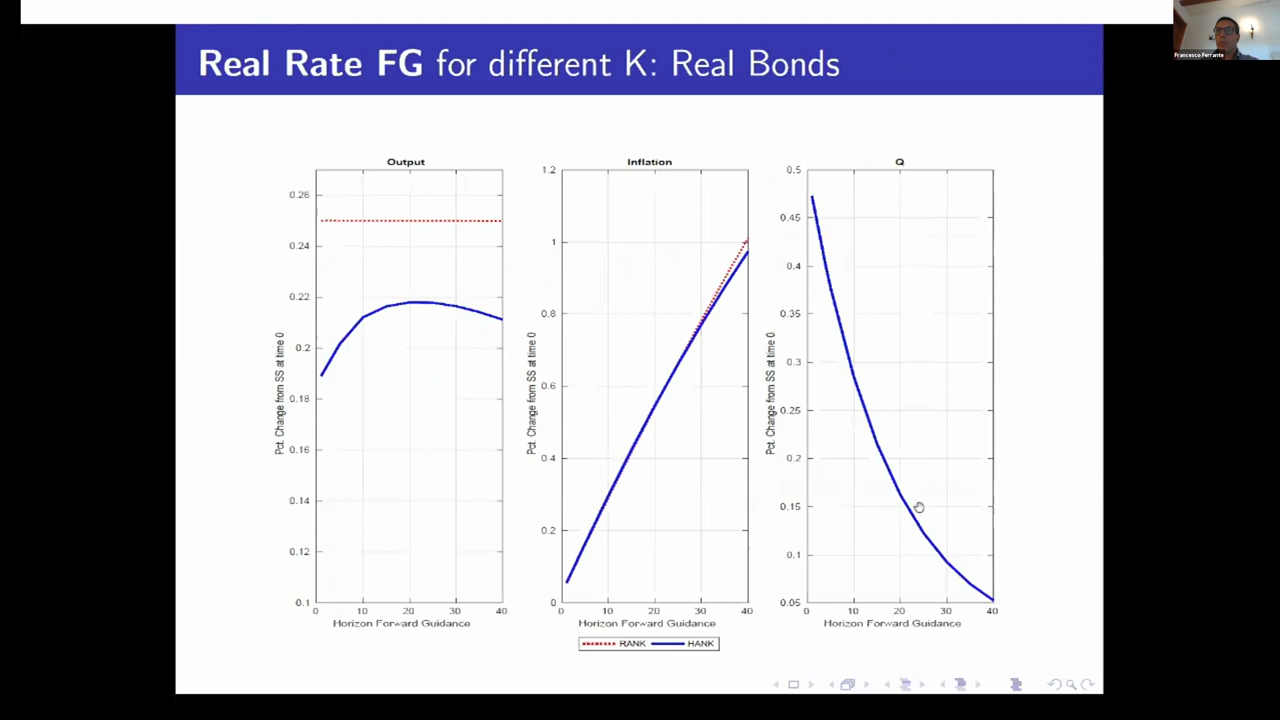 Real Rate FG for different K: Real Bonds
Francesco Ferrante
Output
Pct. Change from SS at time 0
0.26
0.24
0.22
0.2
0.18
0.16
0.14
0.12
0.1
0 10 20 30 40
Horizon Forward Guidance
Inflation
Pct. Change from SS at time 0
1.2
1
0.8
0.6
0.4
0.2
0
0 10 20 30 40
Horizon Forward Guidance
Q
Pct. Change from SS at time 0
0.5
0.45
0.4
0.35
0.3
0.25
0.2
0.15
0.1
0.05
0 10 20 30 40
Horizon Forward Guidance
RANK HANK